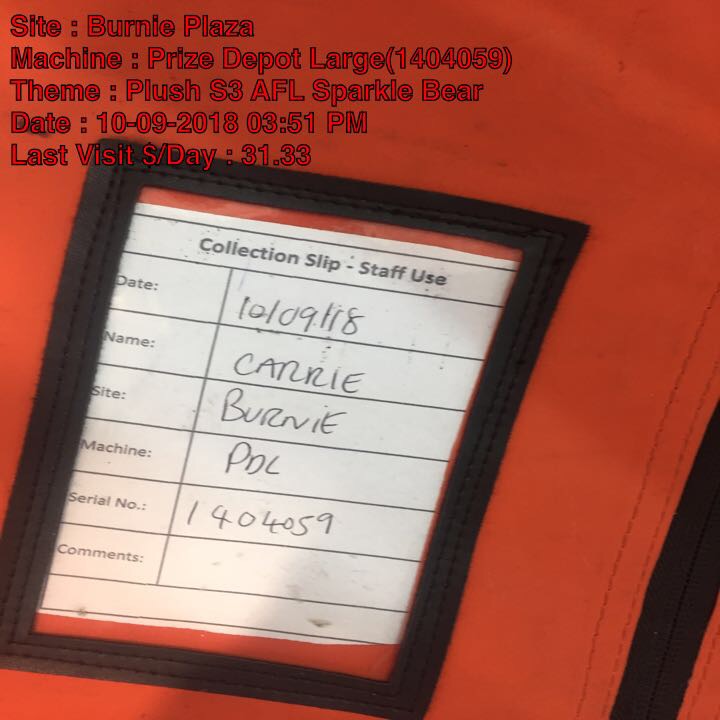 Site : Burnie Plaza
Machine : Prize Depot Large(1404059)
Theme : Plush S3 AFL Sparkle Bear
Date : 10-09-2018 03:51 PM
Last Visit $/Day : 31.33
Collection Slip - Staff Use
Date: 10/09/18
Name: CARRIE
Site: BURNIE
Machine: PDL
Serial No.: 1404059
Comments: